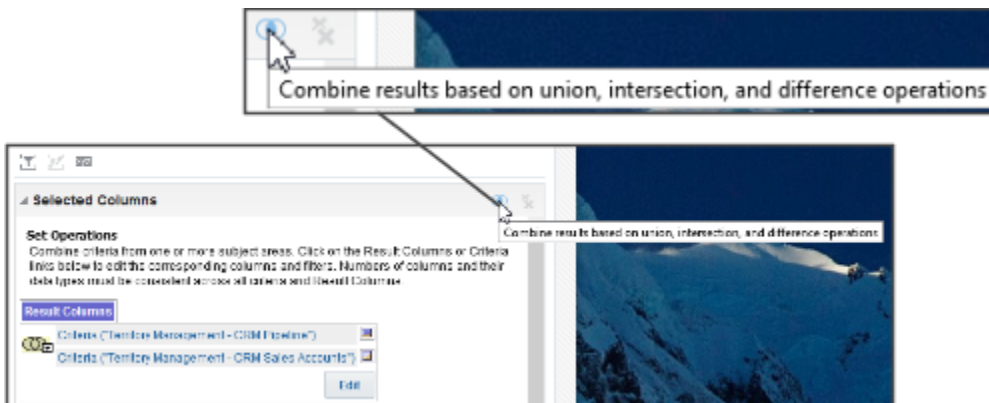 Combine results based on union, intersection, and difference operations
Selected Columns
Combine results based on union, intersection, and difference operations
Set Operations
Combine criteria from one or more subject areas. Click on the Result Columns or Criteria
links below to edit the corresponding columns and filters. Numbers of columns and their
data types must be consistent across all criteria and Result Columns
Result Columns
Criteria ("Territory Management - CRM Pipeline")
Criteria ("Territory Management - CRM Sales Accounts")
Edit